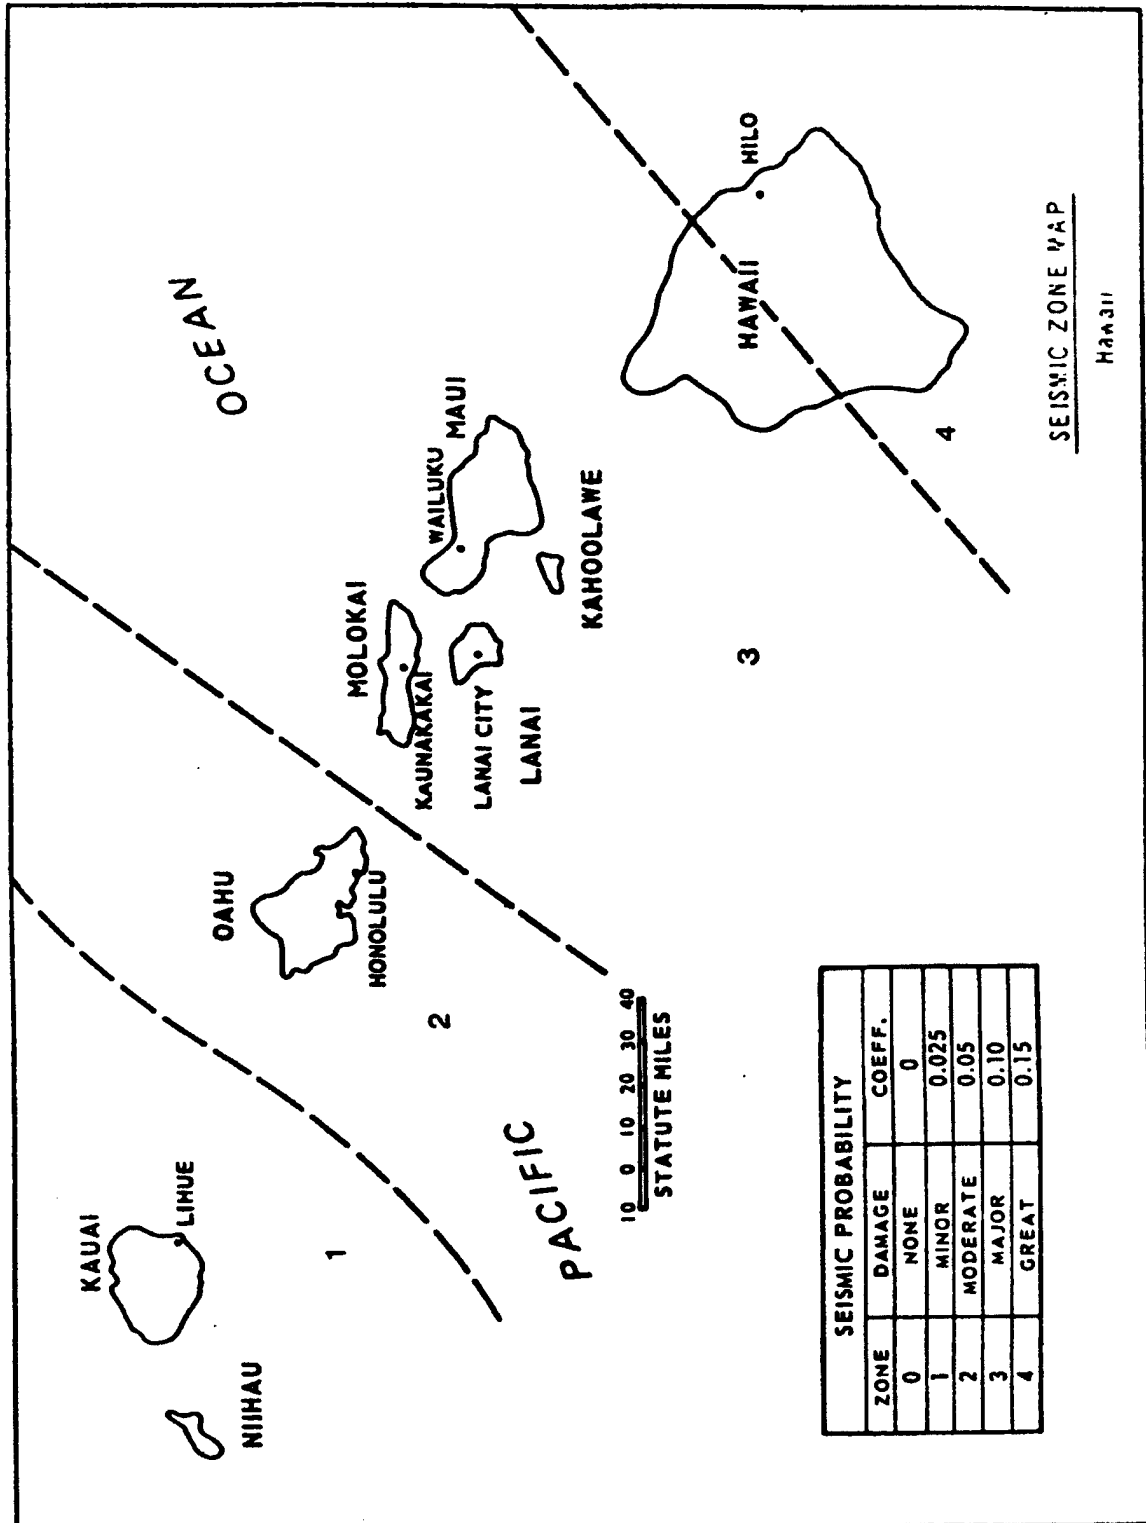 KAUAI
LIHUE
NIIHAU
1
OAHU
HONOLULU
2
MOLOKAI
KAUNAKAKAI
LANAI CITY
LANAI
WAILUKU
MAUI
KAHOOLAWE
3
OCEAN
PACIFIC
HAWAII
HILO
4
10 0 10 20 30 40
STATUTE MILES
SEISMIC PROBABILITY
ZONE DAMAGE COEFF.
0 NONE 0
1 MINOR 0.025
2 MODERATE 0.05
3 MAJOR 0.10
4 GREAT 0.15
SEISMIC ZONE MAP
Hawaii